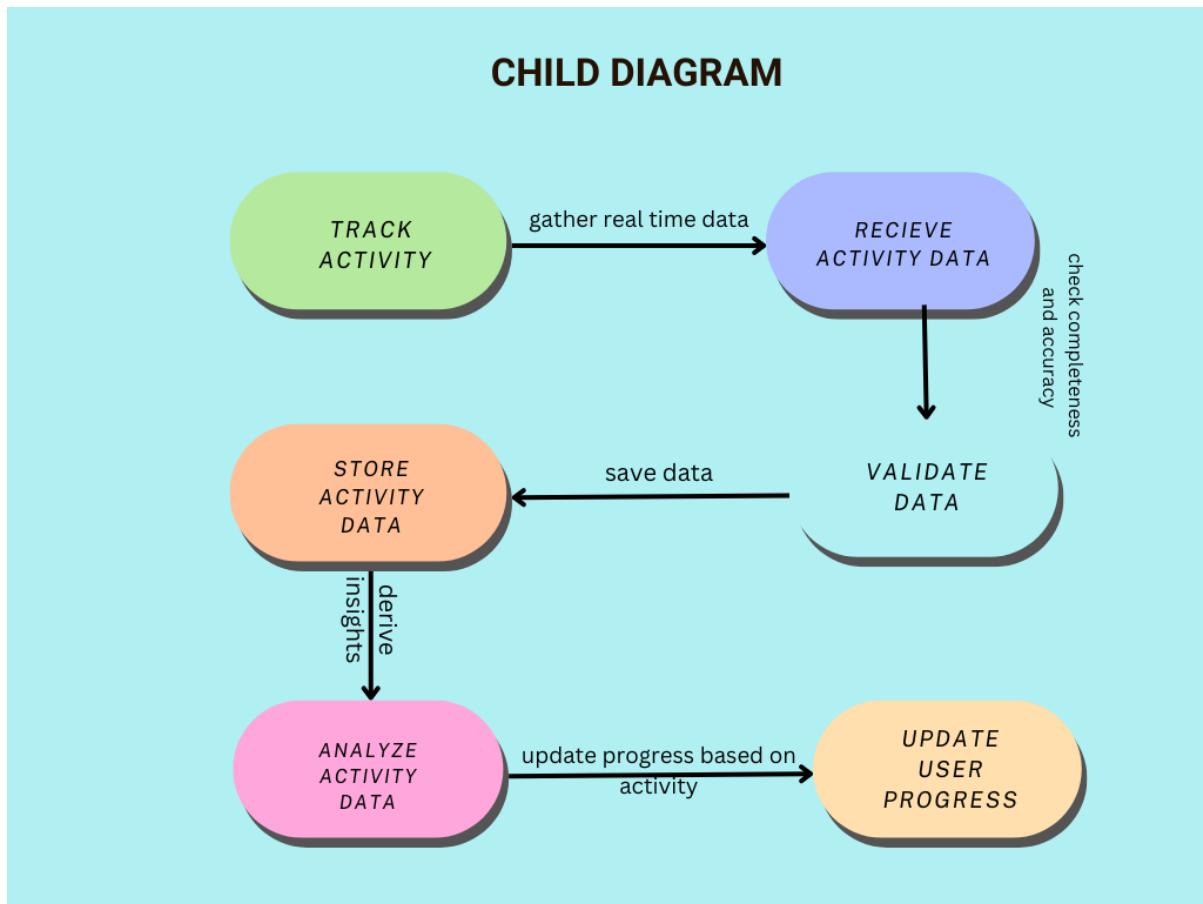 CHILD DIAGRAM
TRACK
ACTIVITY
gather real time data
RECIEVE
ACTIVITY DATA
check completeness
and accuracy
VALIDATE
DATA
save data
STORE
ACTIVITY
DATA
derive
insights
ANALYZE
ACTIVITY
DATA
update progress based on
activity
UPDATE
USER
PROGRESS